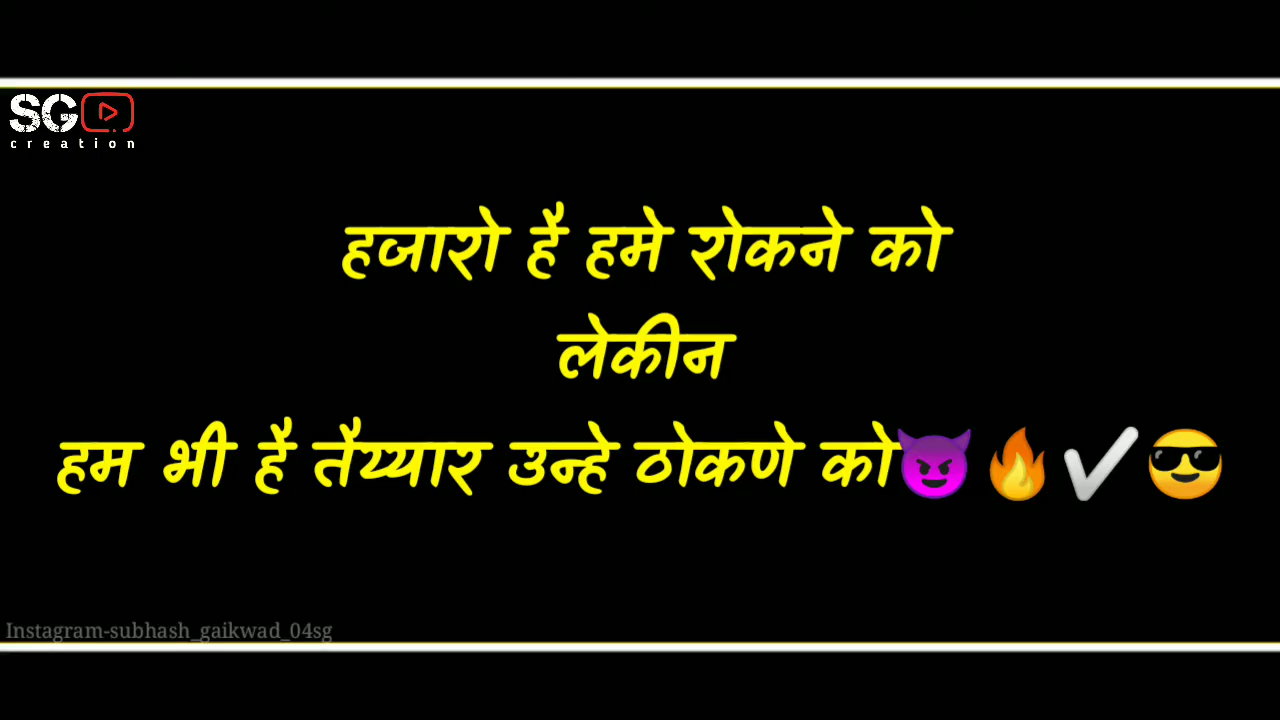 SG
creation
हजारो है हमे रोकने को
लेकीन
हम भी है तैय्यार उन्हे ठोकणे को😈🔥✔😎
Instagram-subhash_gaikwad_04sg